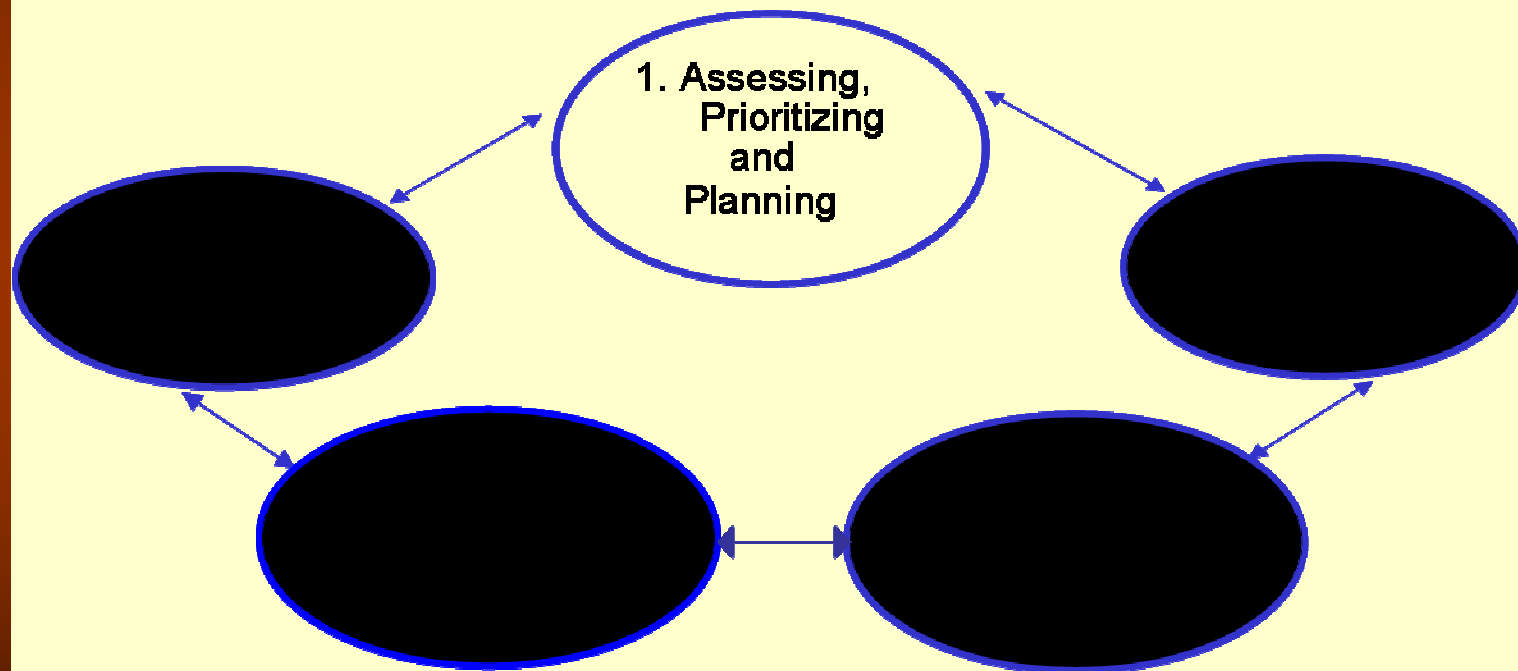 1. Assessing,
Prioritizing
and
Planning